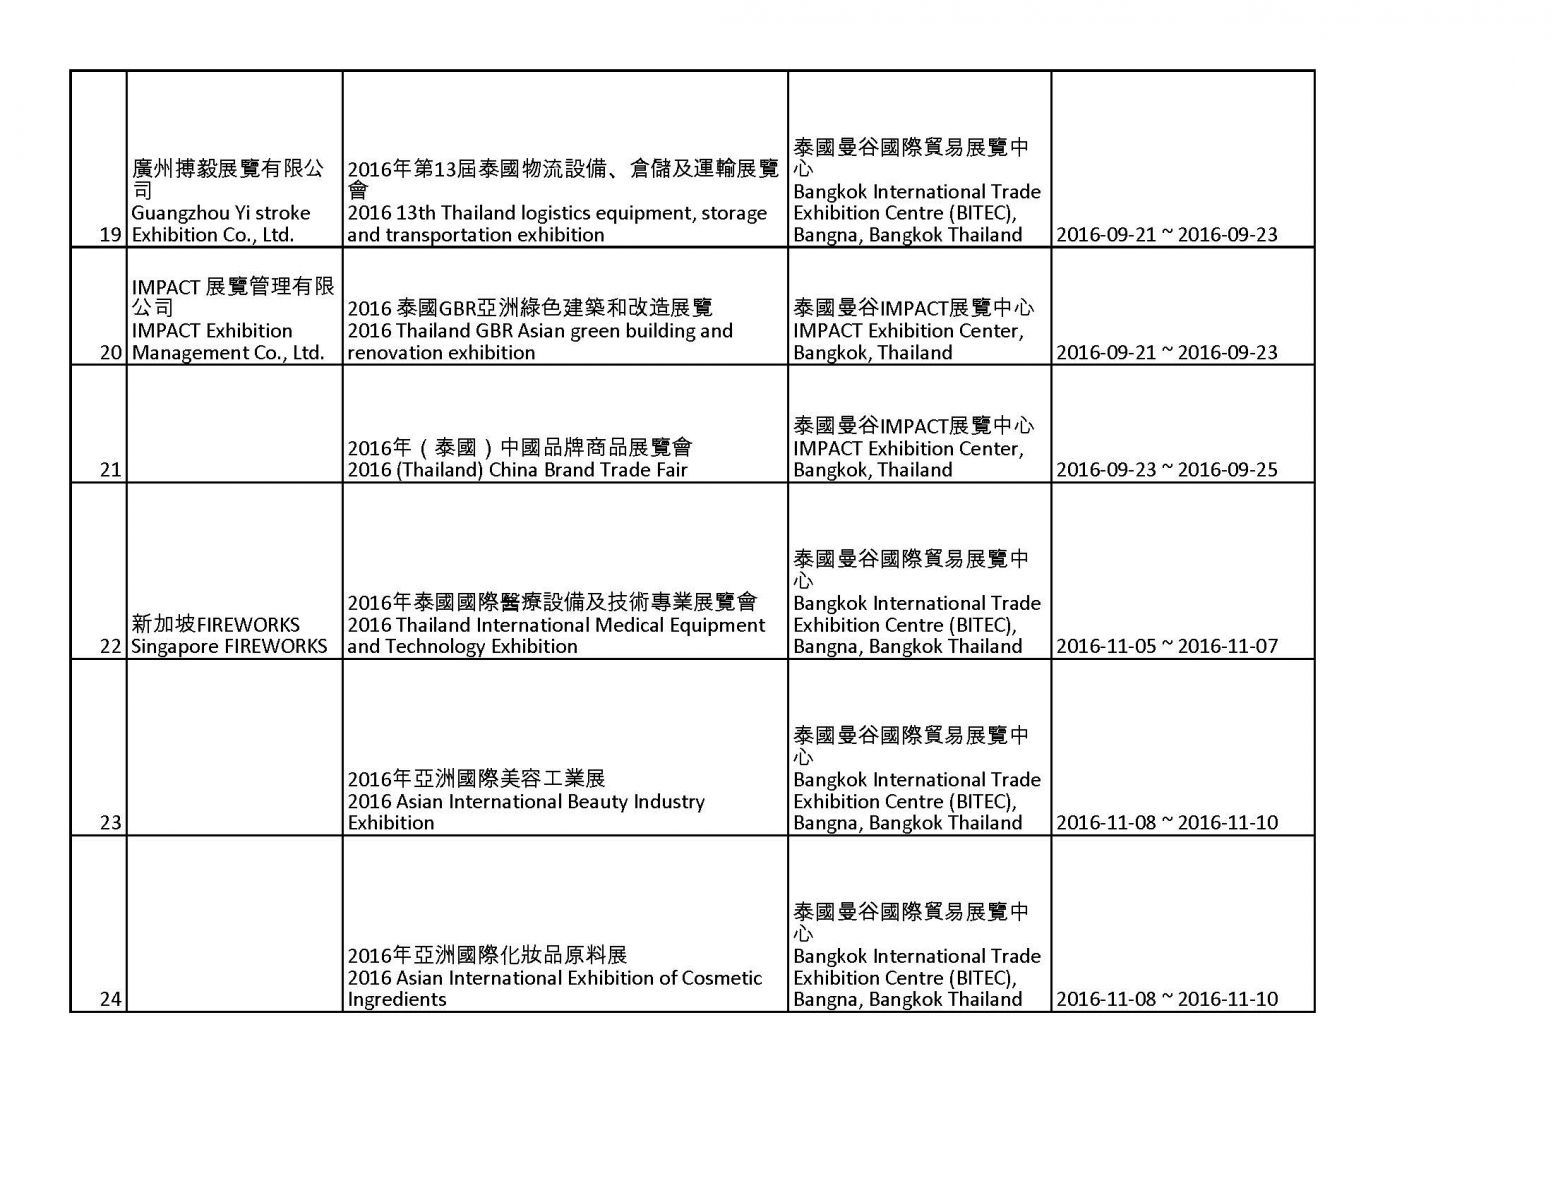 19
廣州搏毅展覽有限公
司
Guangzhou Yi stroke
Exhibition Co., Ltd.
2016年第13屆泰國物流設備、倉儲及運輸展覽
會
2016 13th Thailand logistics equipment, storage
and transportation exhibition
泰國曼谷國際貿易展覽中
心
Bangkok International Trade
Exhibition Centre (BITEC),
Bangna, Bangkok Thailand
2016-09-21 ~ 2016-09-23
20
IMPACT 展覽管理有限
公司
IMPACT Exhibition
Management Co., Ltd.
2016 泰國GBR亞洲綠色建築和改造展覽
2016 Thailand GBR Asian green building and
renovation exhibition
泰國曼谷IMPACT展覽中心
IMPACT Exhibition Center,
Bangkok, Thailand
2016-09-21 ~ 2016-09-23
21
2016年（泰國）中國品牌商品展覽會
2016 (Thailand) China Brand Trade Fair
泰國曼谷IMPACT展覽中心
IMPACT Exhibition Center,
Bangkok, Thailand
2016-09-23 ~ 2016-09-25
22
新加坡FIREWORKS
Singapore FIREWORKS
2016年泰國國際醫療設備及技術專業展覽會
2016 Thailand International Medical Equipment
and Technology Exhibition
泰國曼谷國際貿易展覽中
心
Bangkok International Trade
Exhibition Centre (BITEC),
Bangna, Bangkok Thailand
2016-11-05 ~ 2016-11-07
23
2016年亞洲國際美容工業展
2016 Asian International Beauty Industry
Exhibition
泰國曼谷國際貿易展覽中
心
Bangkok International Trade
Exhibition Centre (BITEC),
Bangna, Bangkok Thailand
2016-11-08 ~ 2016-11-10
24
2016年亞洲國際化妝品原料展
2016 Asian International Exhibition of Cosmetic
Ingredients
泰國曼谷國際貿易展覽中
心
Bangkok International Trade
Exhibition Centre (BITEC),
Bangna, Bangkok Thailand
2016-11-08 ~ 2016-11-10